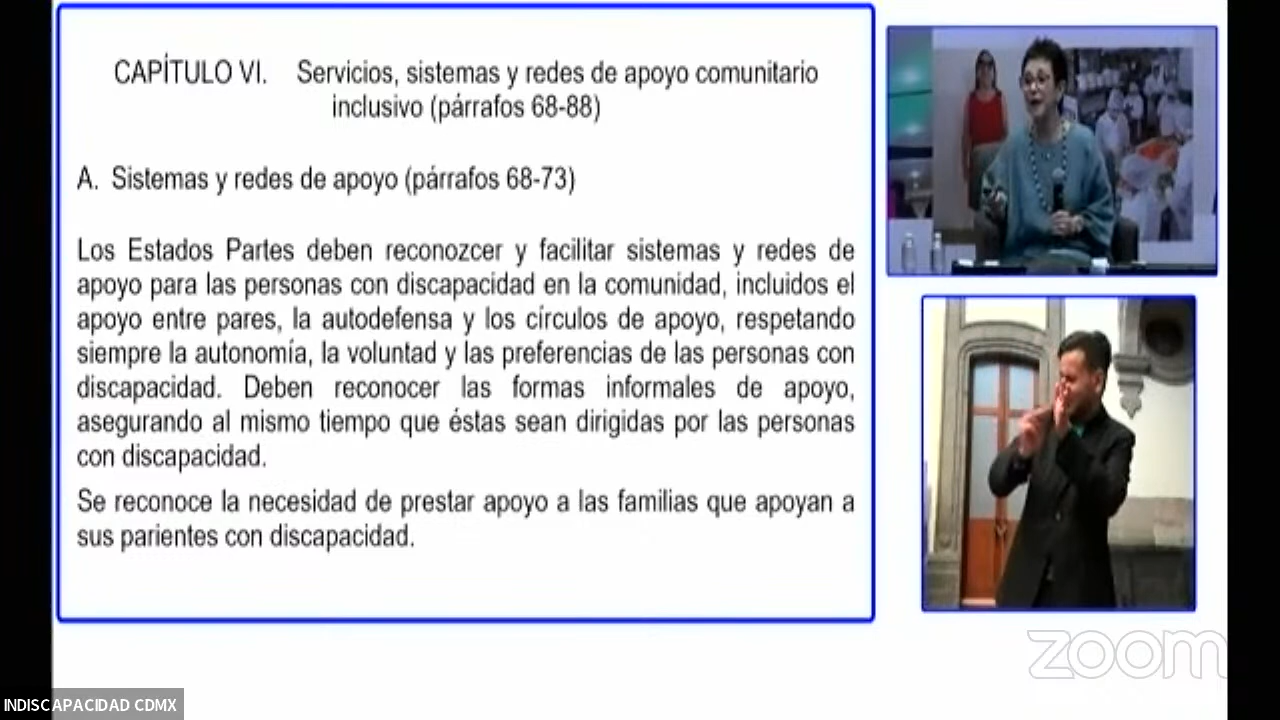 CAPÍTULO VI. Servicios, sistemas y redes de apoyo comunitario
inclusivo (párrafos 68-88)
A. Sistemas y redes de apoyo (párrafos 68-73)
Los Estados Partes deben reconozcer y facilitar sistemas y redes de
apoyo para las personas con discapacidad en la comunidad, incluidos el
apoyo entre pares, la autodefensa y los círculos de apoyo, respetando
siempre la autonomía, la voluntad y las preferencias de las personas con
discapacidad. Deben reconocer las formas informales de apoyo,
asegurando al mismo tiempo que éstas sean dirigidas por las personas
con discapacidad.
Se reconoce la necesidad de prestar apoyo a las familias que apoyan a
sus parientes con discapacidad.
zoom
INDISCAPACIDAD CDMX